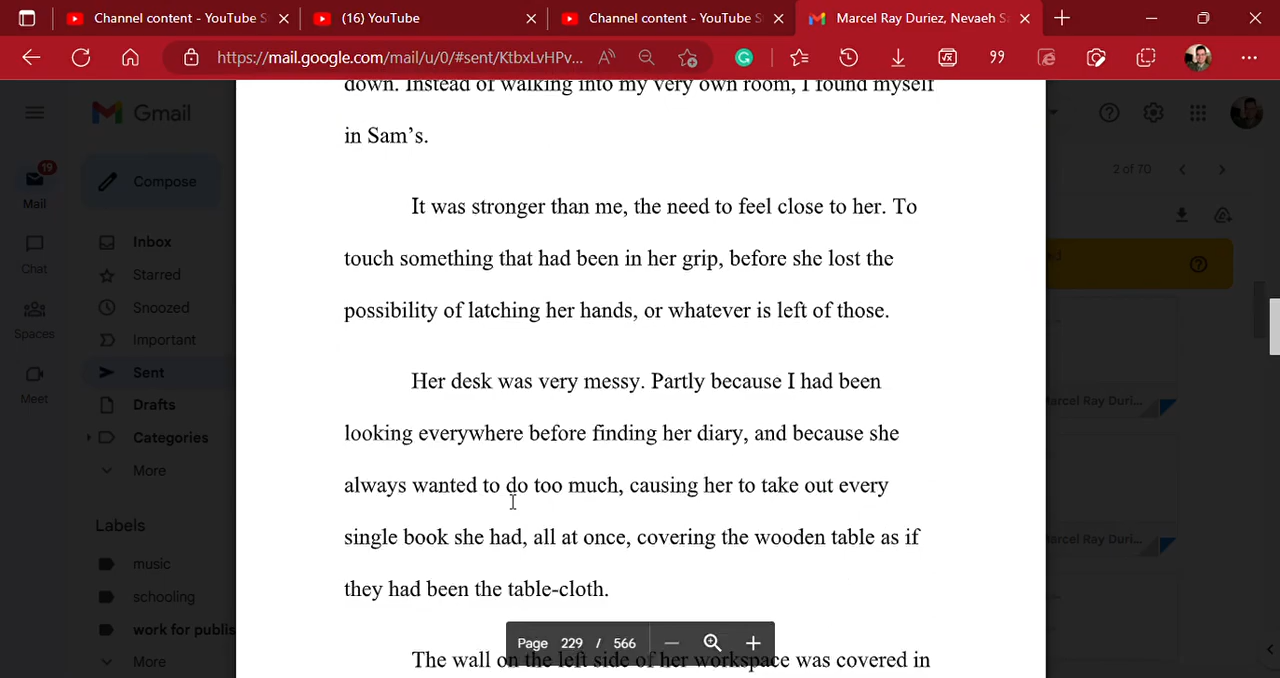 Channel content - YouTube S
(16) YouTube
Channel content - YouTube S
Marcel Ray Duriez, Nevaeh S
https://mail.google.com/mail/u/0/#sent/KtbxLvHPv...
Gmail
Compose
19
Mail
Chat
Spaces
Meet
Inbox
Starred
Snoozed
Important
Sent
Drafts
Categories
More
Labels
music
schooling
work for publis
More
2 of 70
arcel Ray Duri...
arcel Ray Duri...
down. Instead of walking into my very own room, I found myself
in Sam’s.
It was stronger than me, the need to feel close to her. To
touch something that had been in her grip, before she lost the
possibility of latching her hands, or whatever is left of those.
Her desk was very messy. Partly because I had been
looking everywhere before finding her diary, and because she
always wanted to do too much, causing her to take out every
single book she had, all at once, covering the wooden table as if
they had been the table-cloth.
The wall on the left side of her workspace was covered in
Page 229 / 566